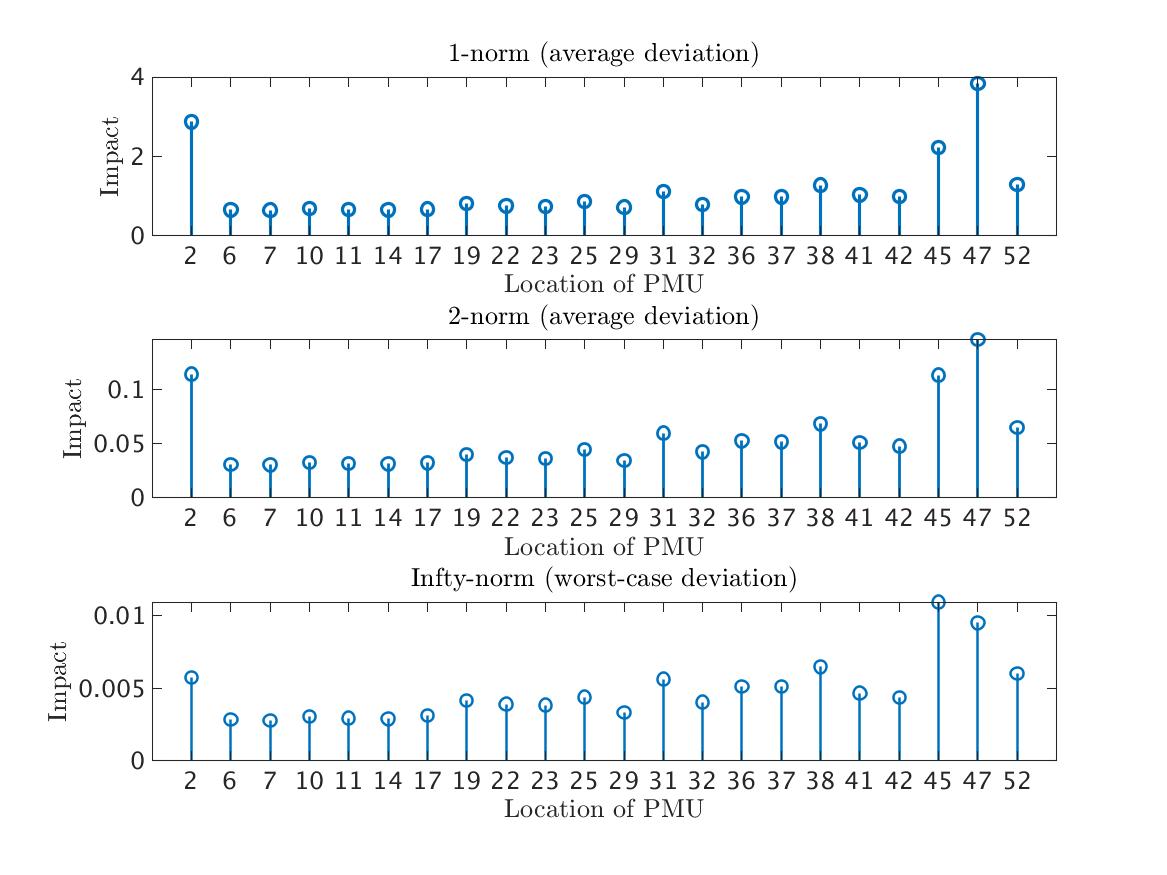 1-norm (average deviation)
4
2
0
Impact
2 6 7 10 11 14 17 19 22 23 25 29 31 32 36 37 38 41 42 45 47 52
Location of PMU
2-norm (average deviation)
0.1
0.05
0
Impact
2 6 7 10 11 14 17 19 22 23 25 29 31 32 36 37 38 41 42 45 47 52
Location of PMU
Infty-norm (worst-case deviation)
0.01
0.005
0
Impact
2 6 7 10 11 14 17 19 22 23 25 29 31 32 36 37 38 41 42 45 47 52
Location of PMU